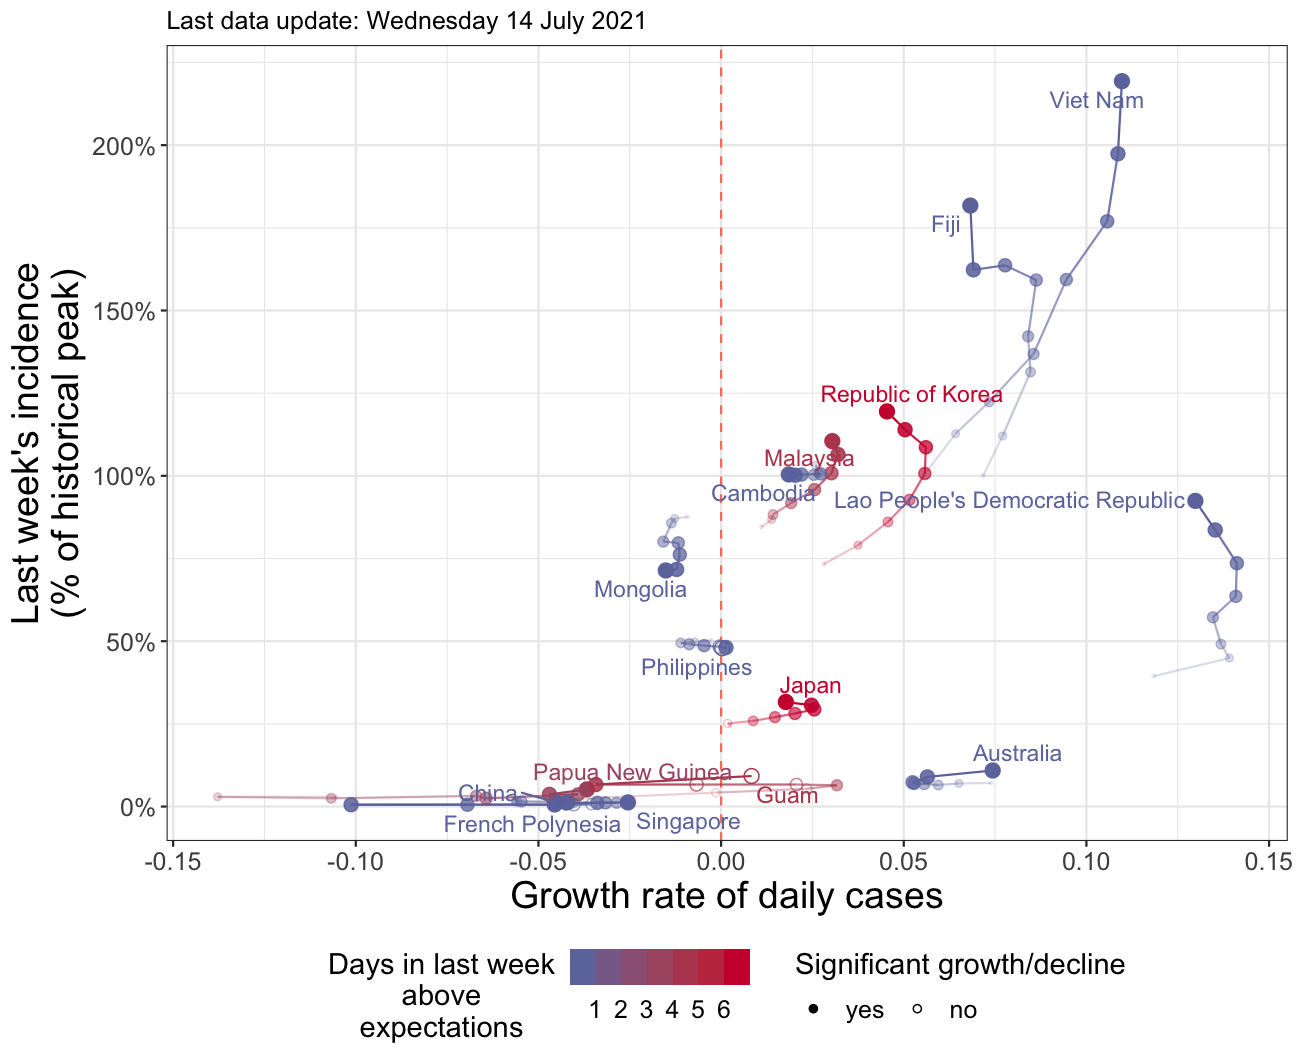 Last data update: Wednesday 14 July 2021
Last week's incidence
(% of historical peak)
200%
150%
100%
50%
0%
Viet Nam
Fiji
Republic of Korea
Malaysia
Cambodia
Lao People's Democratic Republic
Mongolia
Philippines
Japan
Australia
Papua New Guinea
China
Guam
French Polynesia
Singapore
-0.15
-0.10
-0.05
0.00
0.05
0.10
0.15
Growth rate of daily cases
Days in last week
above
expectations
1 2 3 4 5 6
Significant growth/decline
yes no